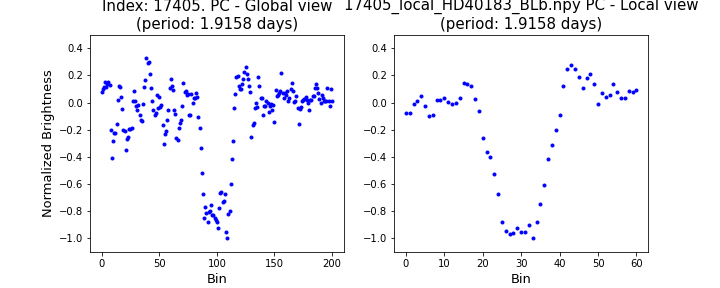 Index: 17405. PC - Global view
(period: 1.9158 days)
17405_local_HD40183_BLb.npy PC - Local view
(period: 1.9158 days)
Normalized Brightness
0.4
0.2
0.0
−0.2
−0.4
−0.6
−0.8
−1.0
0 50 100 150 200
Bin
0.4
0.2
0.0
−0.2
−0.4
−0.6
−0.8
−1.0
0 10 20 30 40 50 60
Bin